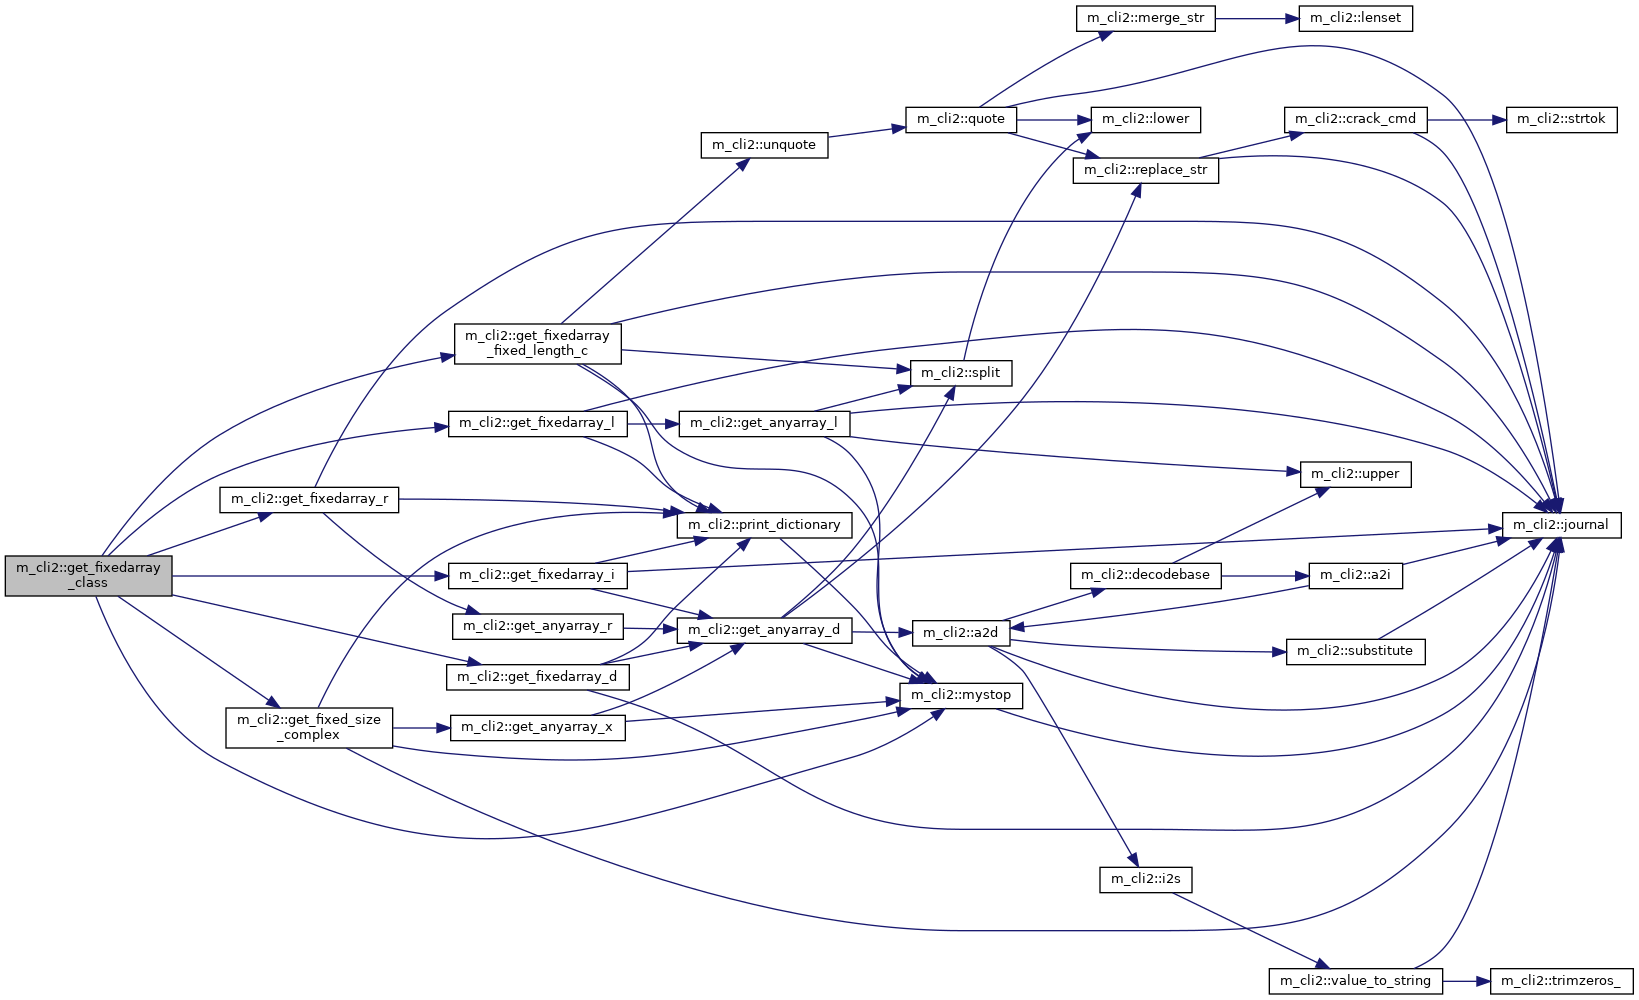 m_cli2::merge_str
m_cli2::lenset
m_cli2::quote
m_cli2::lower
m_cli2::crack_cmd
m_cli2::strtok
m_cli2::unquote
m_cli2::replace_str
m_cli2::get_fixedarray
_fixed_length_c
m_cli2::split
m_cli2::get_fixedarray_l
m_cli2::get_anyarray_l
m_cli2::upper
m_cli2::get_fixedarray_r
m_cli2::print_dictionary
m_cli2::journal
m_cli2::get_fixedarray
_class
m_cli2::get_fixedarray_i
m_cli2::decodebase
m_cli2::a2i
m_cli2::get_anyarray_r
m_cli2::get_anyarray_d
m_cli2::a2d
m_cli2::substitute
m_cli2::get_fixedarray_d
m_cli2::mystop
m_cli2::get_fixed_size
_complex
m_cli2::get_anyarray_x
m_cli2::i2s
m_cli2::value_to_string
m_cli2::trimzeros_